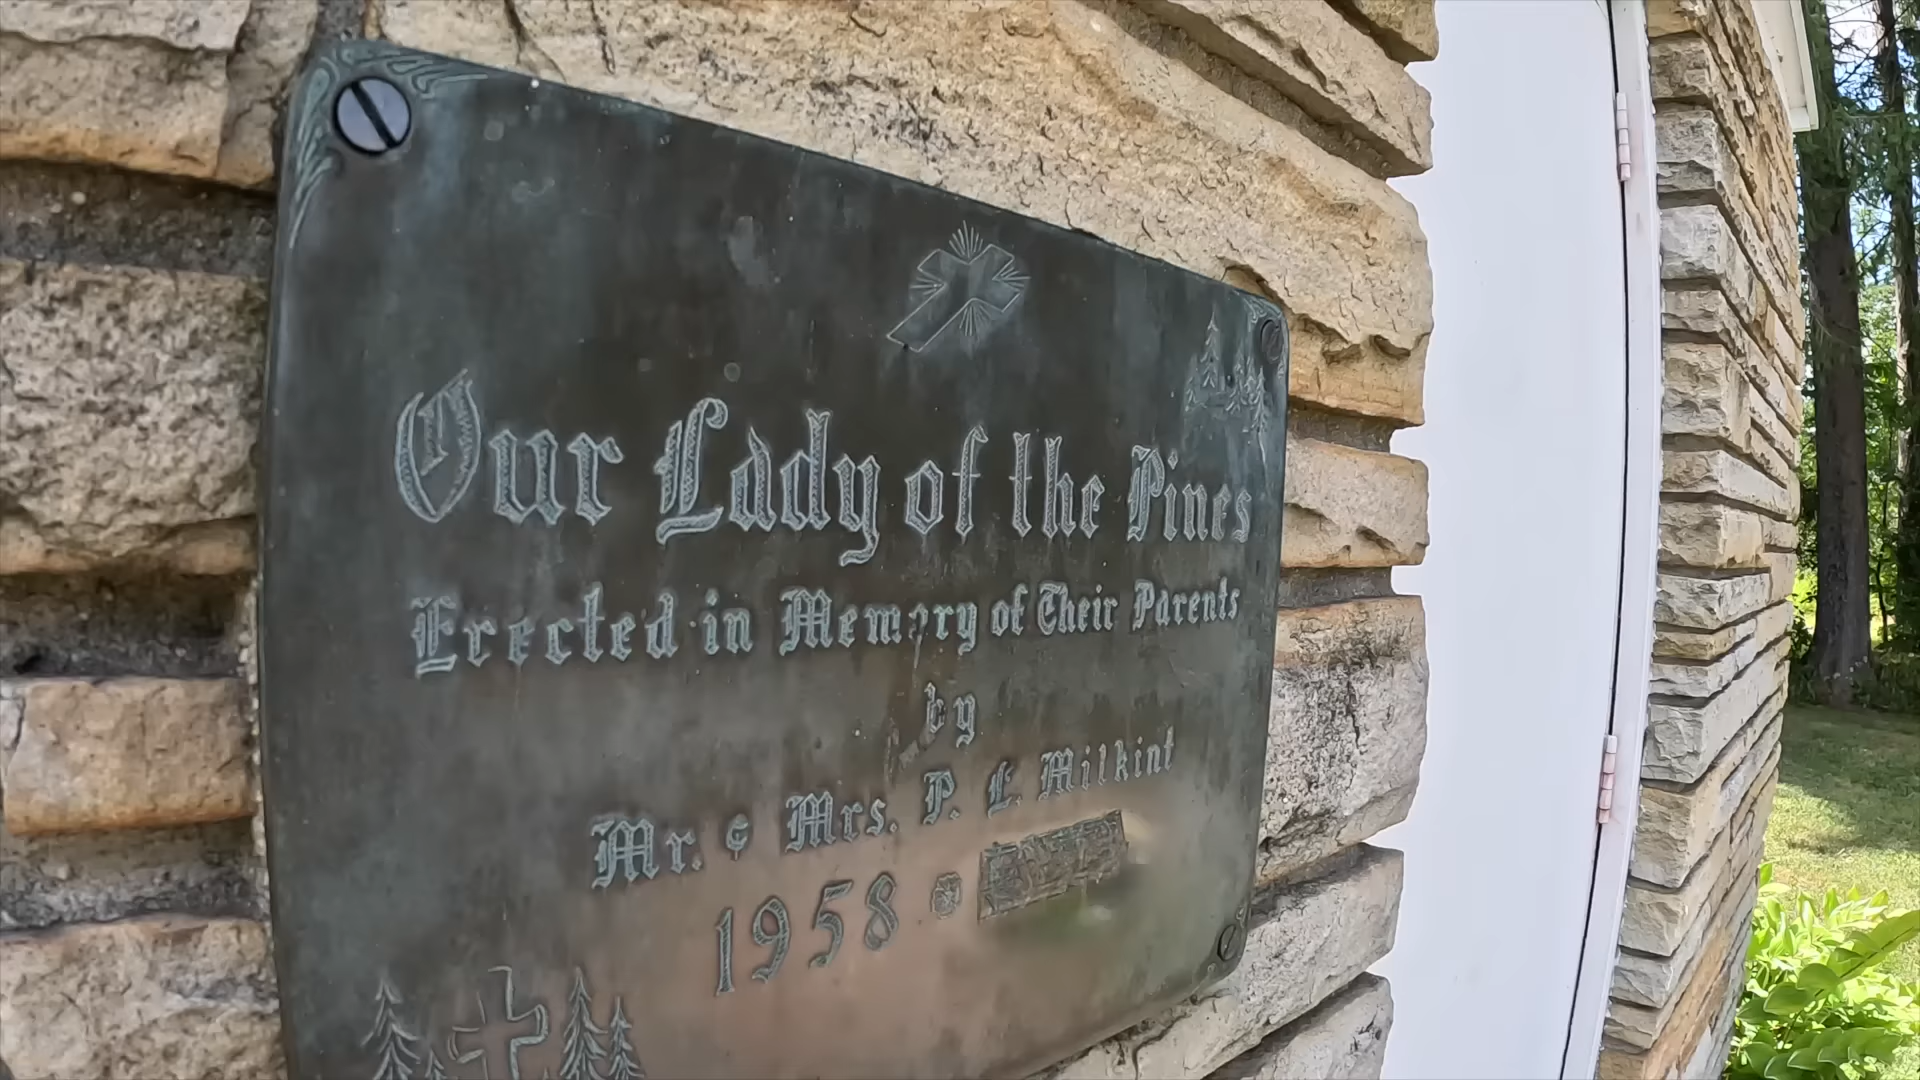 Our Lady of the Pines
Erected in Memory of Their Parents
by
Mr. & Mrs. P. L. Milkint
1958